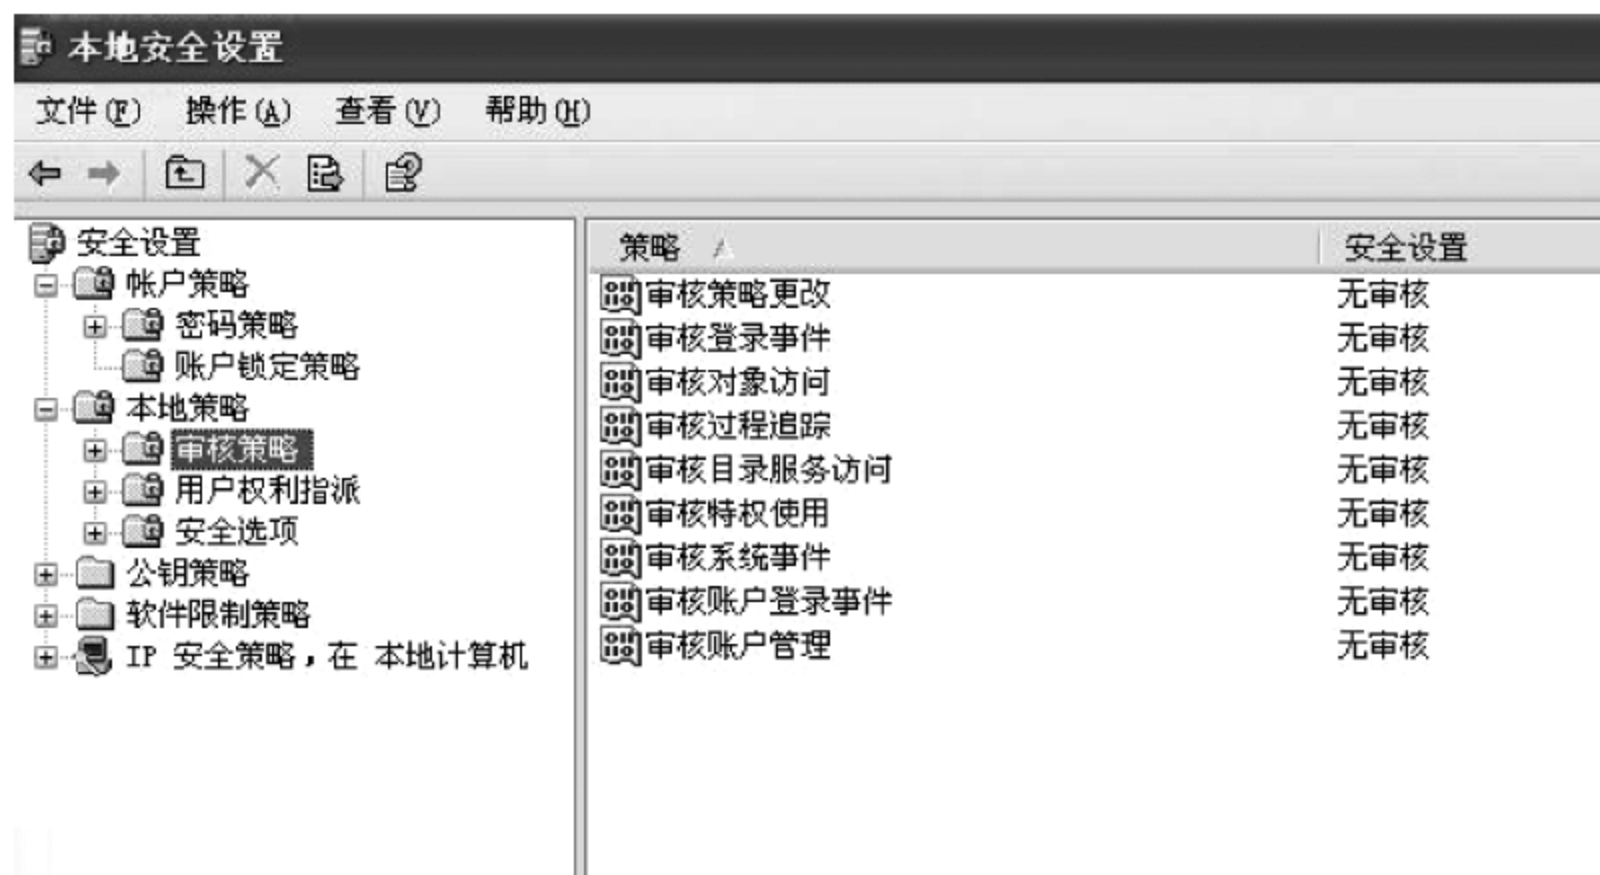 本地安全设置
文件(F) 操作(A) 查看(V) 帮助(H)
安全设置
帐户策略
密码策略
账户锁定策略
本地策略
审核策略
用户权利指派
安全选项
公钥策略
软件限制策略
IP 安全策略，在 本地计算机
策略 安全设置
审核策略更改 无审核
审核登录事件 无审核
审核对象访问 无审核
审核过程追踪 无审核
审核目录服务访问 无审核
审核特权使用 无审核
审核系统事件 无审核
审核账户登录事件 无审核
审核账户管理 无审核